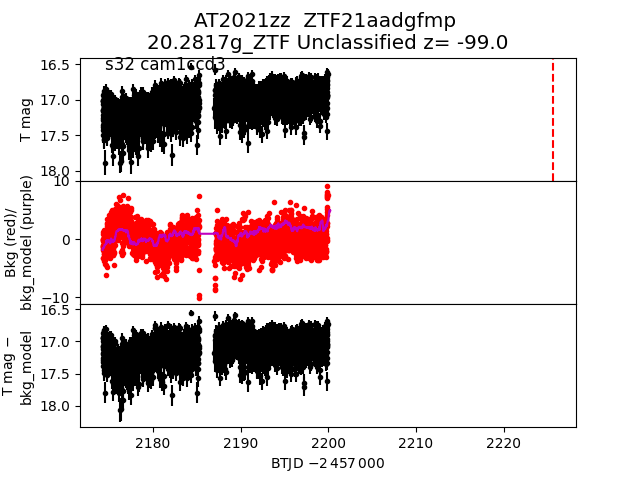 AT2021zz ZTF21aadgfmp
20.2817g_ZTF Unclassified z= -99.0
s32 cam1ccd3
16.5
17.0
17.5
18.0
T mag
10
0
−10
Bkg (red)/
bkg_model (purple)
16.5
17.0
17.5
18.0
T mag −
bkg_model
2180 2190 2200 2210 2220
BTJD −2 457 000